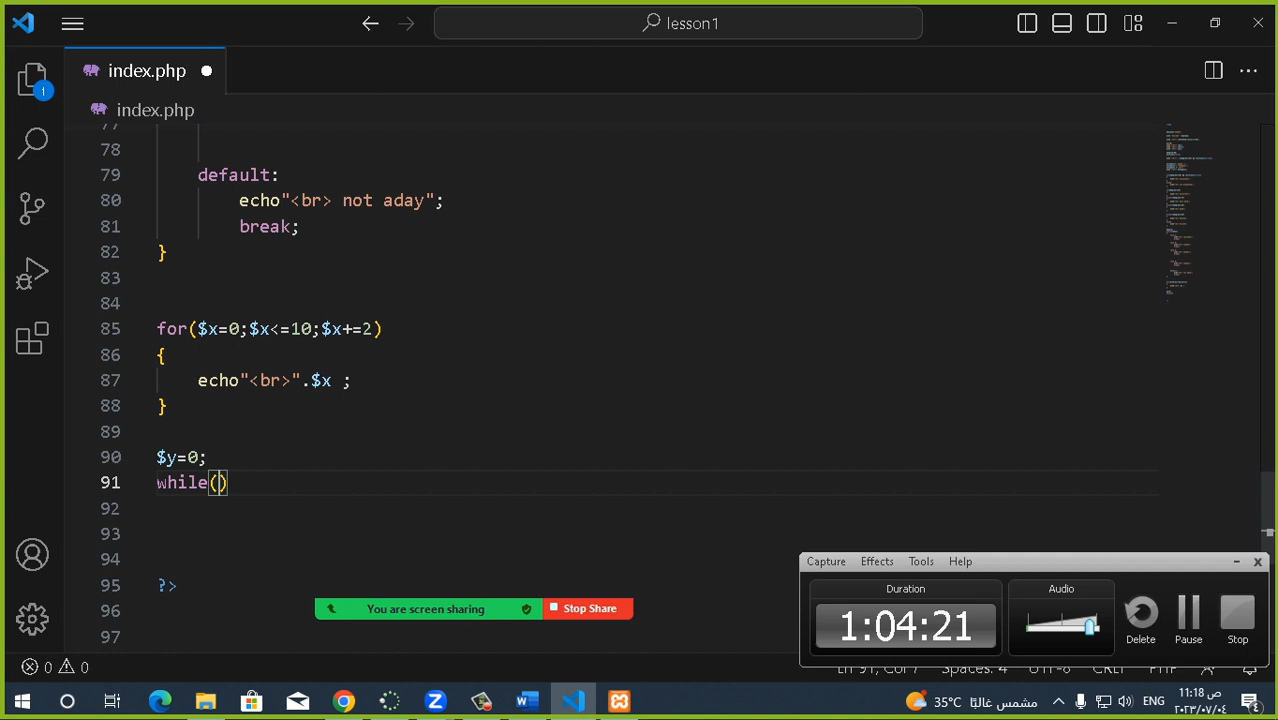 lesson1
index.php
1
index.php
77
78
79 default:
80 echo"<br> not aday";
81 break;
82 }
83
84
85 for($x=0;$x<=10;$x+=2)
86 {
87 echo"<br>".$x ;
88 }
89
90 $y=0;
91 while()
92
93
94
95 ?>
96
97
You are screen sharing
Stop Share
Capture Effects Tools Help
Duration
Audio
1:04:21
Delete
Pause
Stop
0 0
Ln 91, Col 7 Spaces: 4 UTF-8 CRLF PHP
35°C مشمس غالبًا
ENG
١١:١٨ ص
٢٠٢٣/٠٧/٠٤
٤